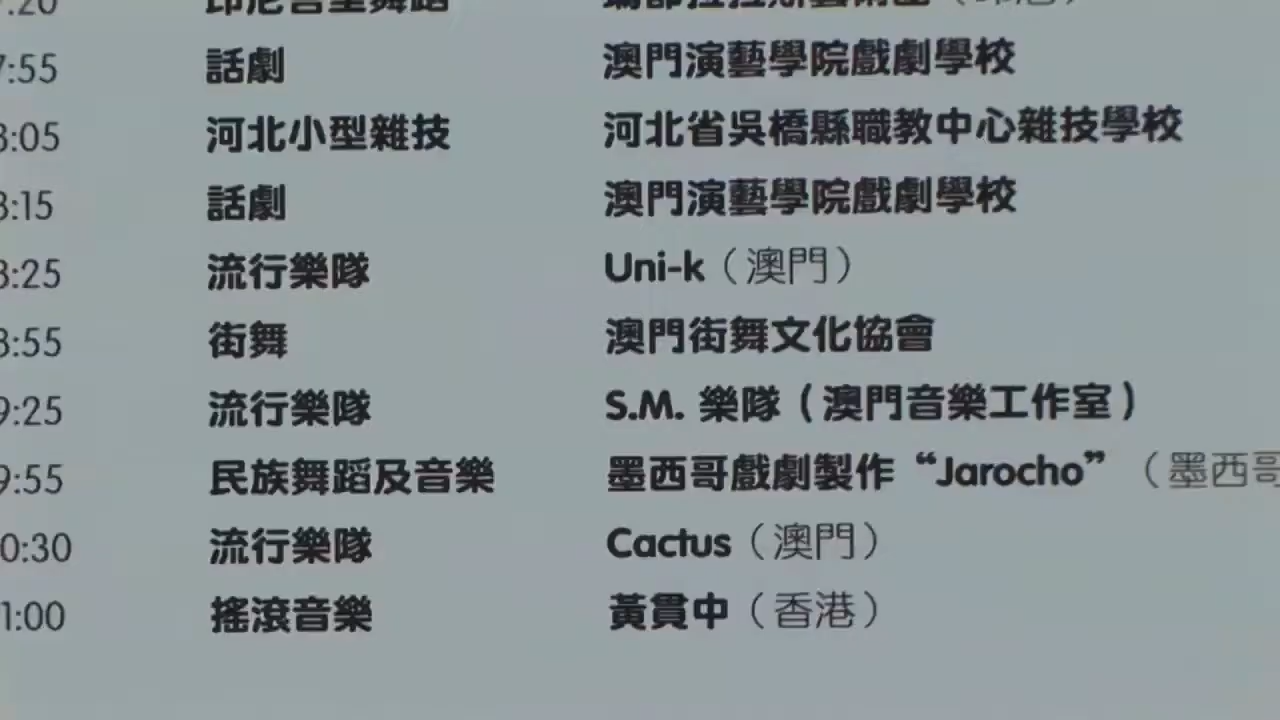 :20
:55 話劇 澳門演藝學院戲劇學校
8:05 河北小型雜技 河北省吳橋縣職教中心雜技學校
8:15 話劇 澳門演藝學院戲劇學校
8:25 流行樂隊 Uni-k（澳門）
8:55 街舞 澳門街舞文化協會
9:25 流行樂隊 S.M. 樂隊（澳門音樂工作室）
9:55 民族舞蹈及音樂 墨西哥戲劇製作“Jarocho”（墨西哥
0:30 流行樂隊 Cactus（澳門）
1:00 搖滾音樂 黃貫中（香港）